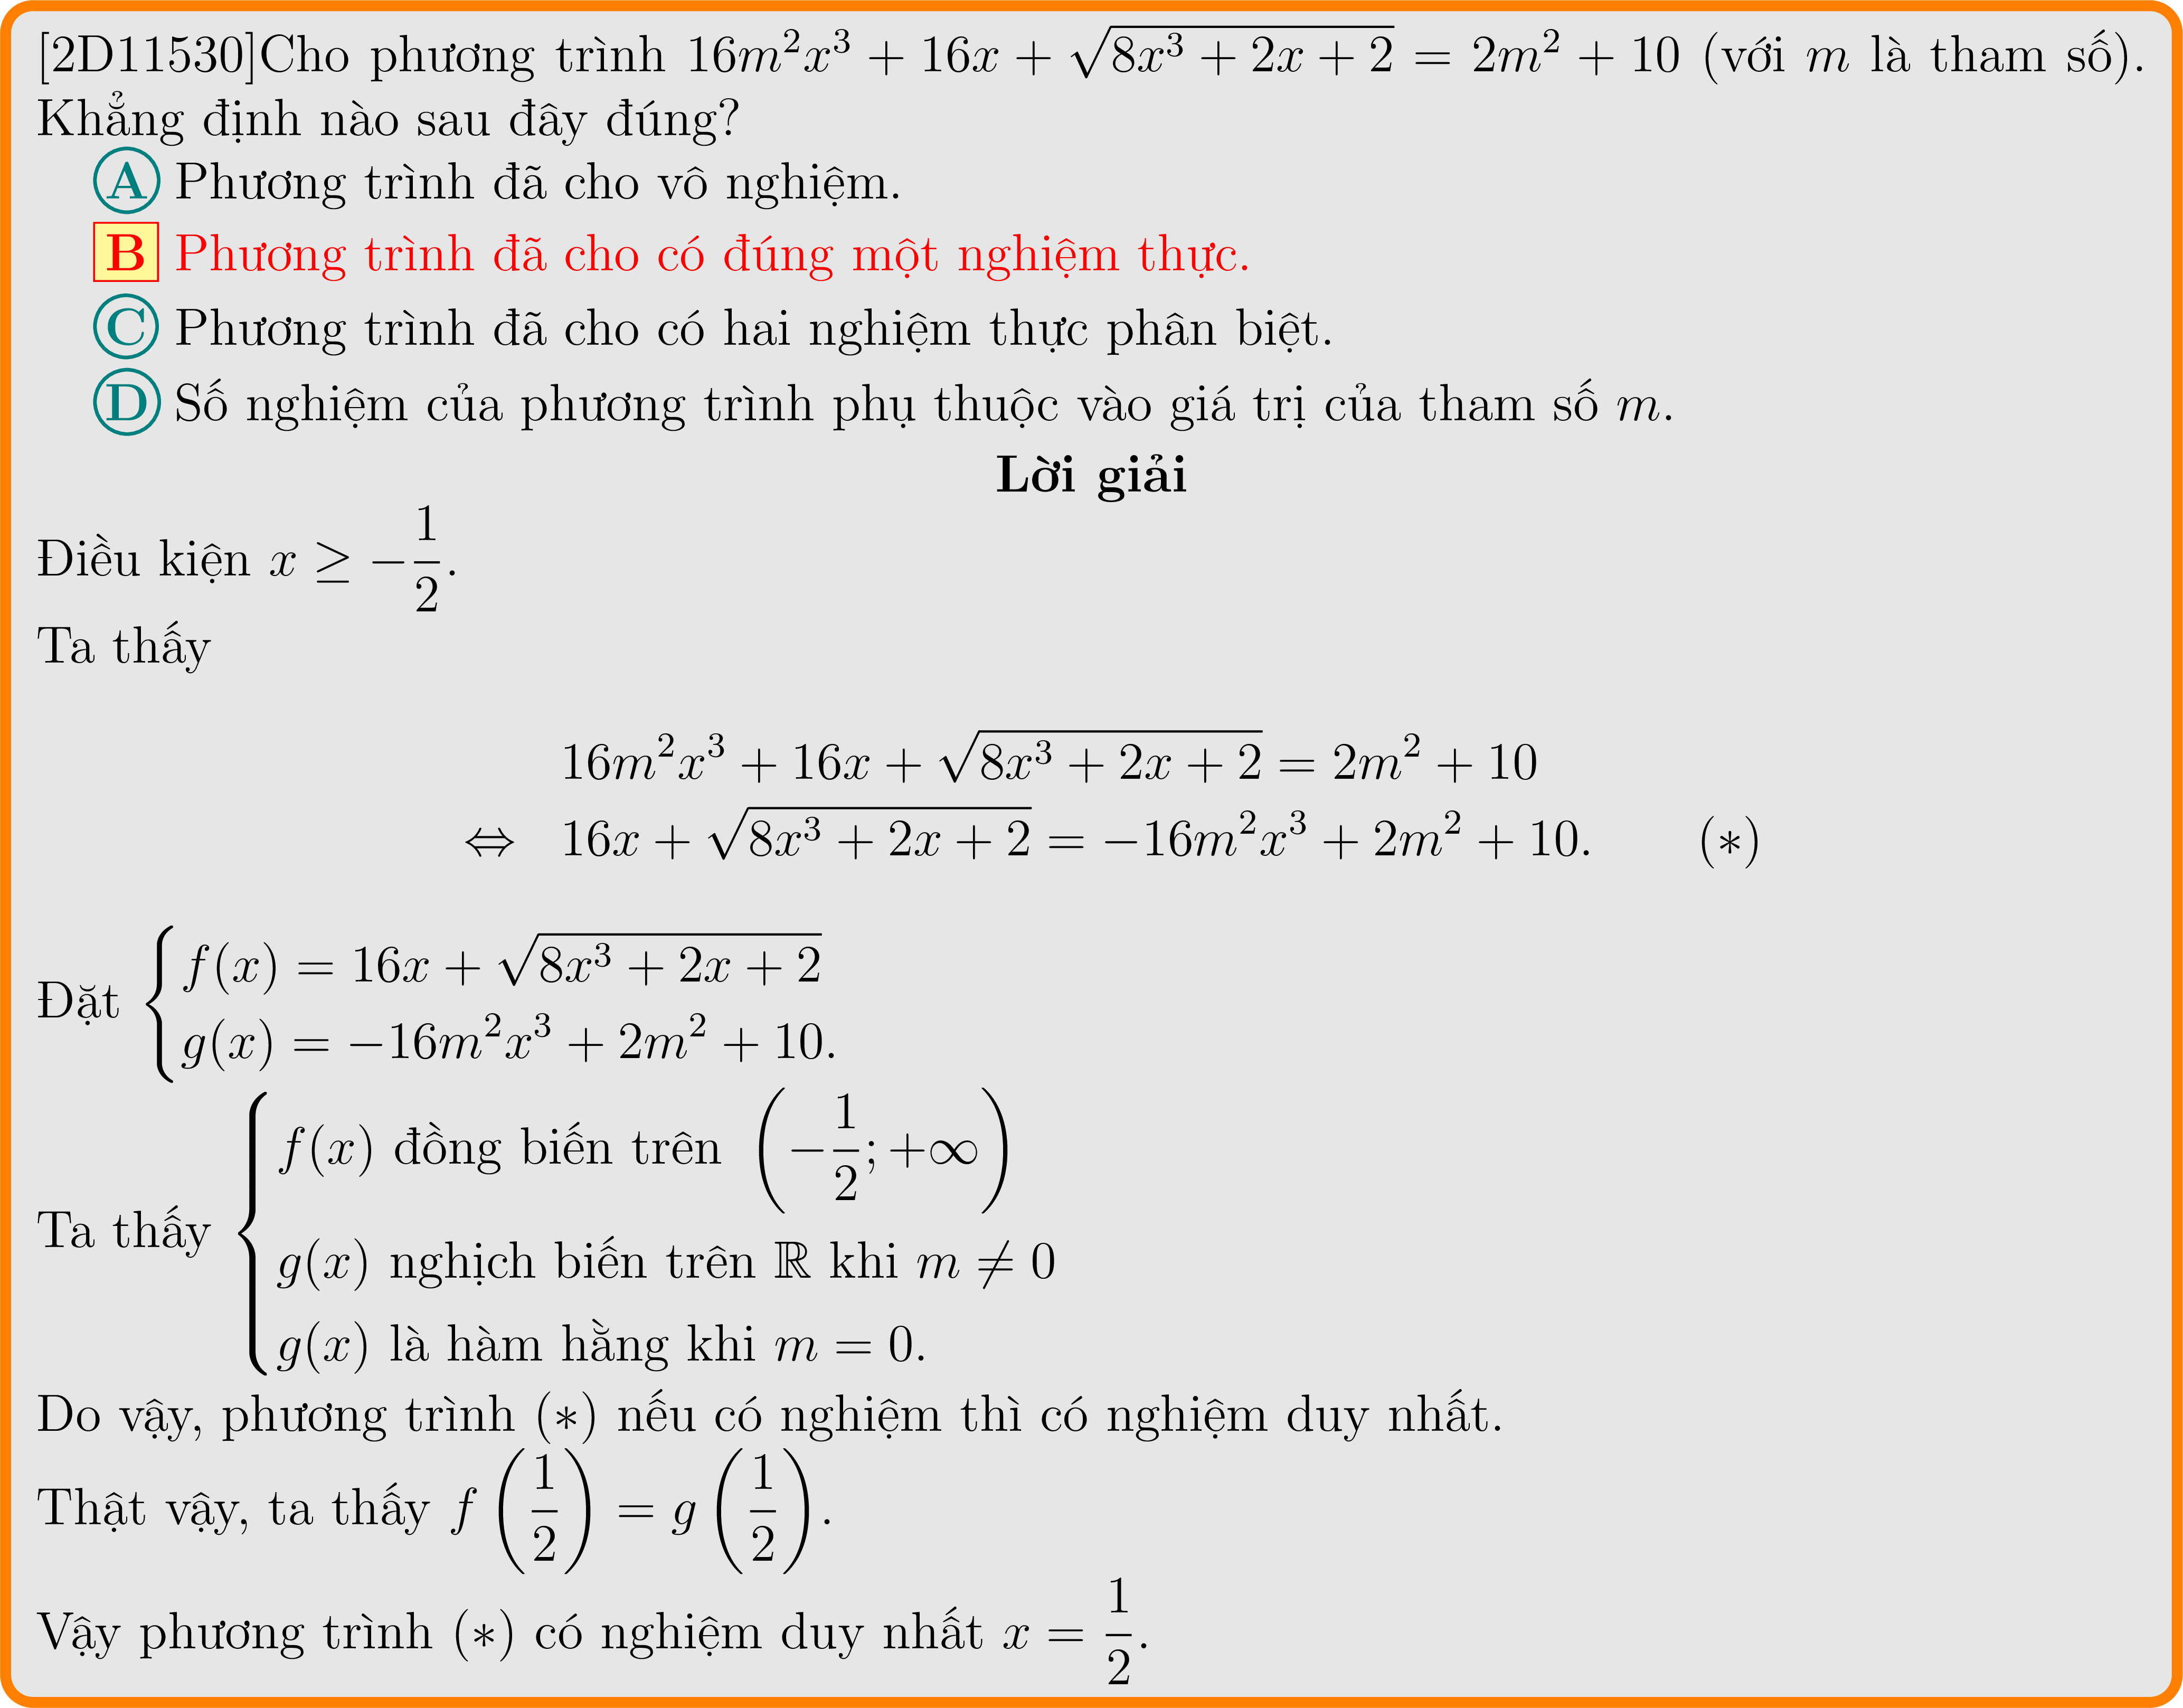 [2D11530]Cho phương trình $16m^2x^3 + 16x + \sqrt{8x^3 + 2x + 2} = 2m^2 + 10$ (với $m$ là tham số).
Khẳng định nào sau đây đúng?
A Phương trình đã cho vô nghiệm.
B Phương trình đã cho có đúng một nghiệm thực.
C Phương trình đã cho có hai nghiệm thực phân biệt.
D Số nghiệm của phương trình phụ thuộc vào giá trị của tham số $m$.
Lời giải
Điều kiện $x \geq -\dfrac{1}{2}$.
Ta thấy
$16m^2x^3 + 16x + \sqrt{8x^3 + 2x + 2} = 2m^2 + 10$
$\Leftrightarrow 16x + \sqrt{8x^3 + 2x + 2} = -16m^2x^3 + 2m^2 + 10. \quad (*)$
Đặt $\begin{cases} f(x) = 16x + \sqrt{8x^3 + 2x + 2} \\ g(x) = -16m^2x^3 + 2m^2 + 10. \end{cases}$
Ta thấy $\begin{cases} f(x) \text{ đồng biến trên } \left(-\dfrac{1}{2}; +\infty\right) \\ g(x) \text{ nghịch biến trên } \mathbb{R} \text{ khi } m \neq 0 \\ g(x) \text{ là hàm hằng khi } m = 0. \end{cases}$
Do vậy, phương trình $(*)$ nếu có nghiệm thì có nghiệm duy nhất.
Thật vậy, ta thấy $f\left(\dfrac{1}{2}\right) = g\left(\dfrac{1}{2}\right)$.
Vậy phương trình $(*)$ có nghiệm duy nhất $x = \dfrac{1}{2}$.